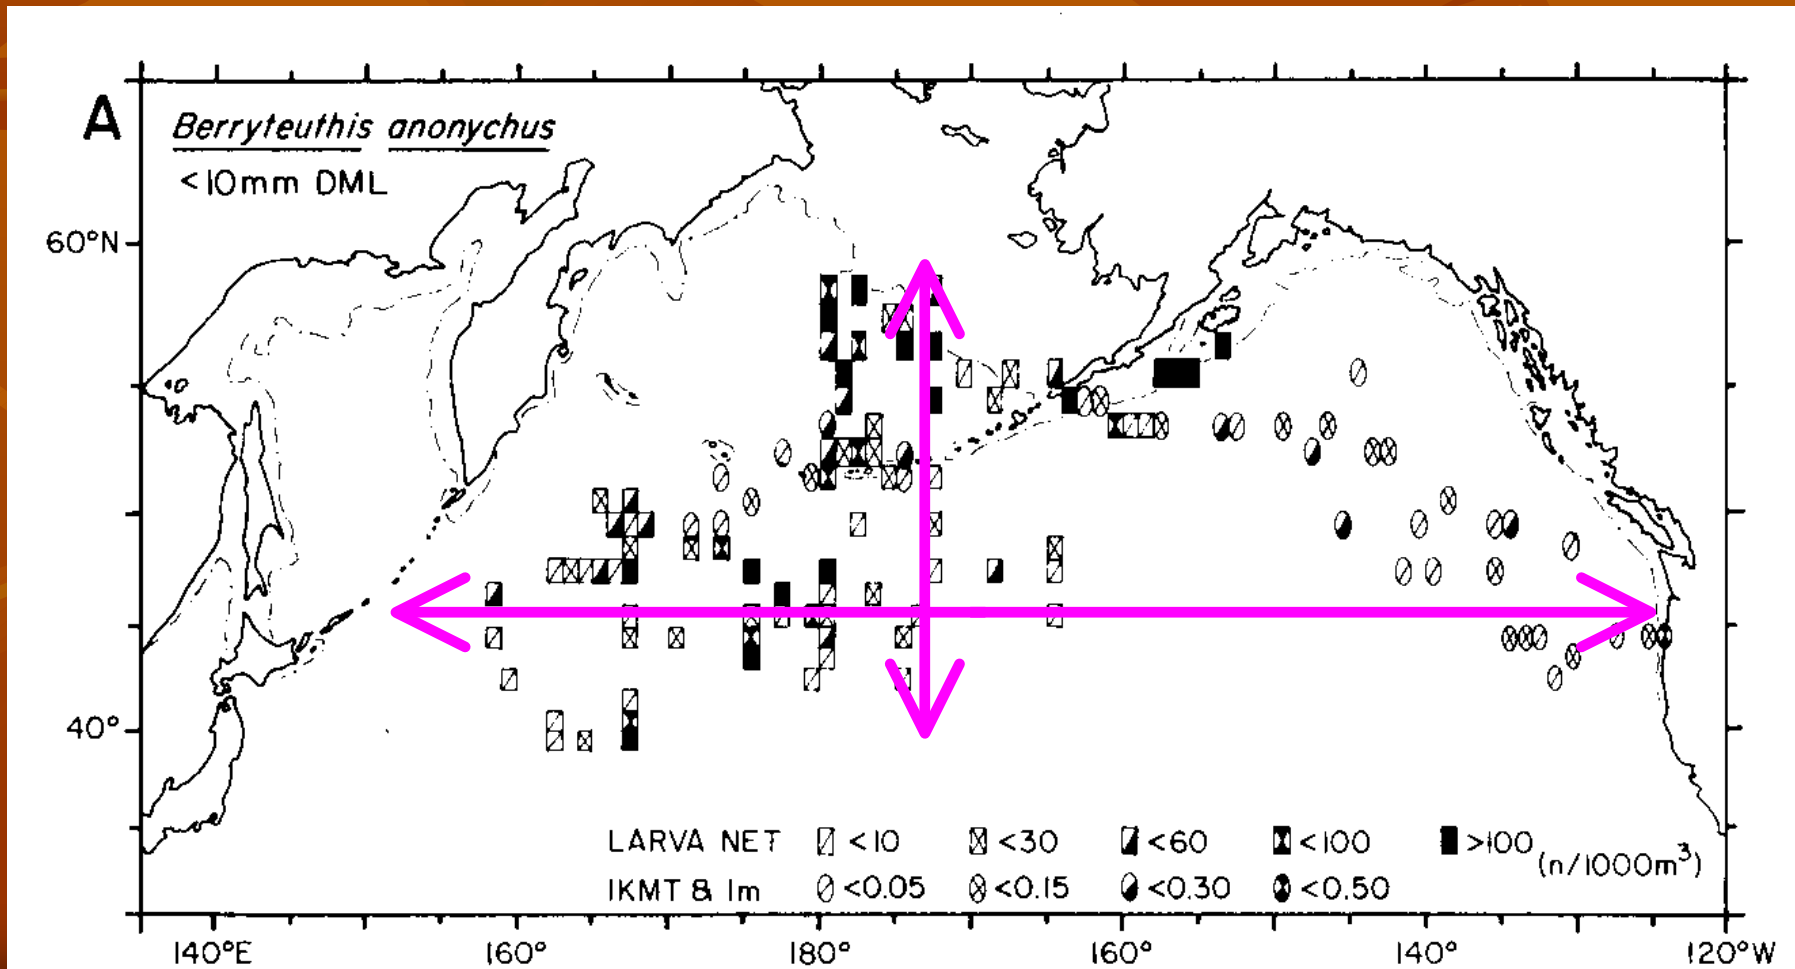 A
Berryteuthis anonychus
<10mm DML
60°N
40°
LARVA NET <10 <30 <60 <100 >100
(n/1000m³)
IKMT & 1m <0.05 <0.15 <0.30 <0.50
140°E 160° 180° 160° 140° 120°W